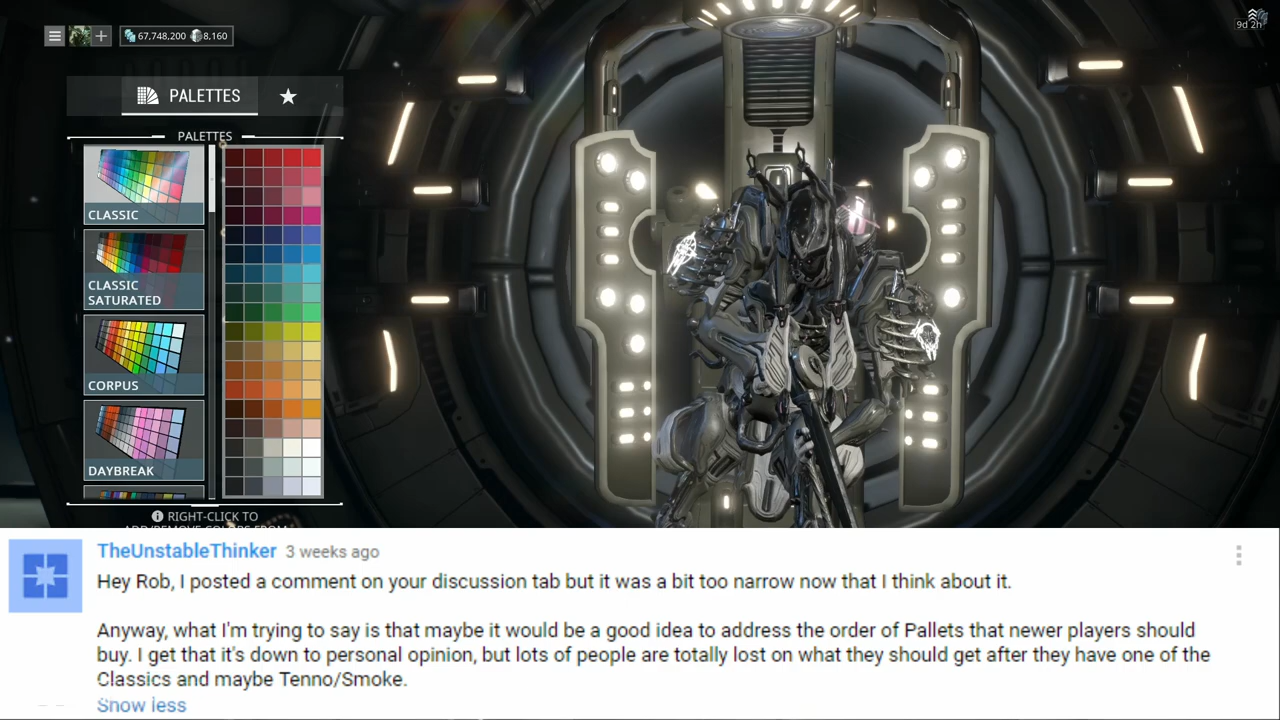 67,748,200 8,160
9d 2h
PALETTES
PALETTES
CLASSIC
CLASSIC
SATURATED
CORPUS
DAYBREAK
RIGHT-CLICK TO
TheUnstableThinker 3 weeks ago
Hey Rob, I posted a comment on your discussion tab but it was a bit too narrow now that I think about it.
Anyway, what I'm trying to say is that maybe it would be a good idea to address the order of Pallets that newer players should
buy. I get that it's down to personal opinion, but lots of people are totally lost on what they should get after they have one of the
Classics and maybe Tenno/Smoke.
Show less